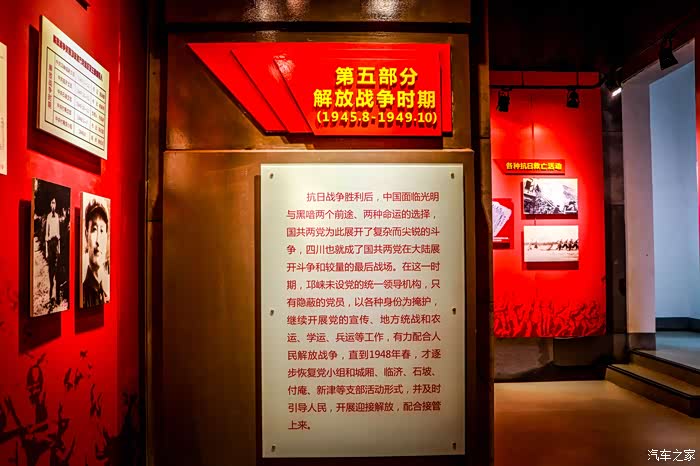 第五部分
解放战争时期
(1945.8-1949.10)
抗日战争胜利后，中国面临光明
与黑暗两个前途、两种命运的选择，
国共两党为此展开了复杂而尖锐的斗
争，四川也就成了国共两党在大陆展
开斗争和较量的最后战场。在这一时
期，邛崃未设党的统一领导机构，只
有隐蔽的党员，以各种身份为掩护，
继续开展党的宣传、地方统战和农
运、学运、兵运等工作，有力配合人
民解放战争，直到1948年春，才逐
步恢复党小组和城厢、临济、石坡、
付庵、新津等支部活动形式，并及时
引导人民，开展迎接解放，配合接管
上来。
各种抗日救亡活动
解放战争时期
汽车之家